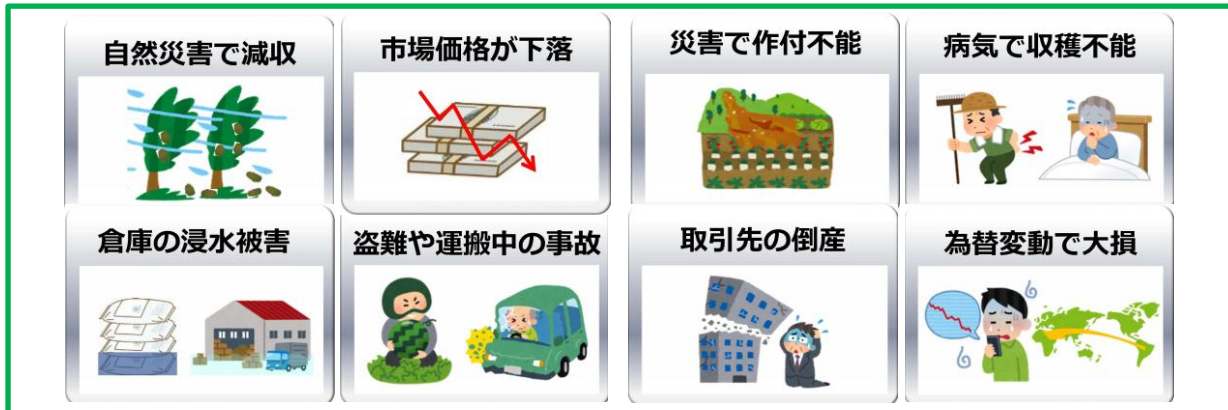 自然災害で減収
市場価格が下落
災害で作付不能
病気で収穫不能
倉庫の浸水被害
盗難や運搬中の事故
取引先の倒産
為替変動で大損